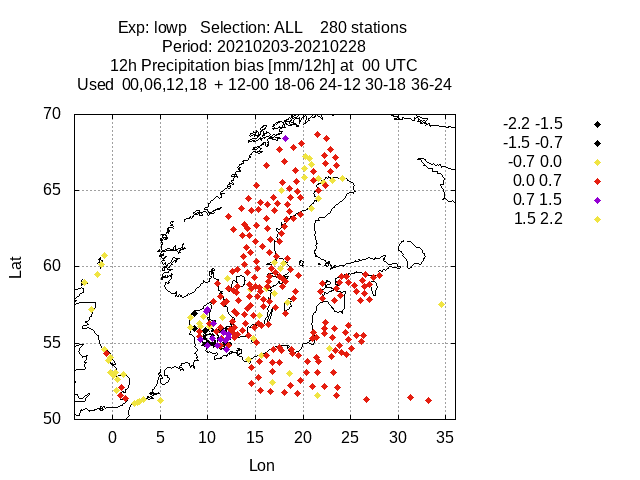 Exp: lowp   Selection: ALL    280 stations
Period: 20210203-20210228
12h Precipitation bias [mm/12h] at  00 UTC
Used  00,06,12,18  + 12-00 18-06 24-12 30-18 36-24
-2.2 -1.5
-1.5 -0.7
-0.7 0.0
0.0 0.7
0.7 1.5
1.5 2.2
70
65
60
55
50
Lat
0 5 10 15 20 25 30 35
Lon